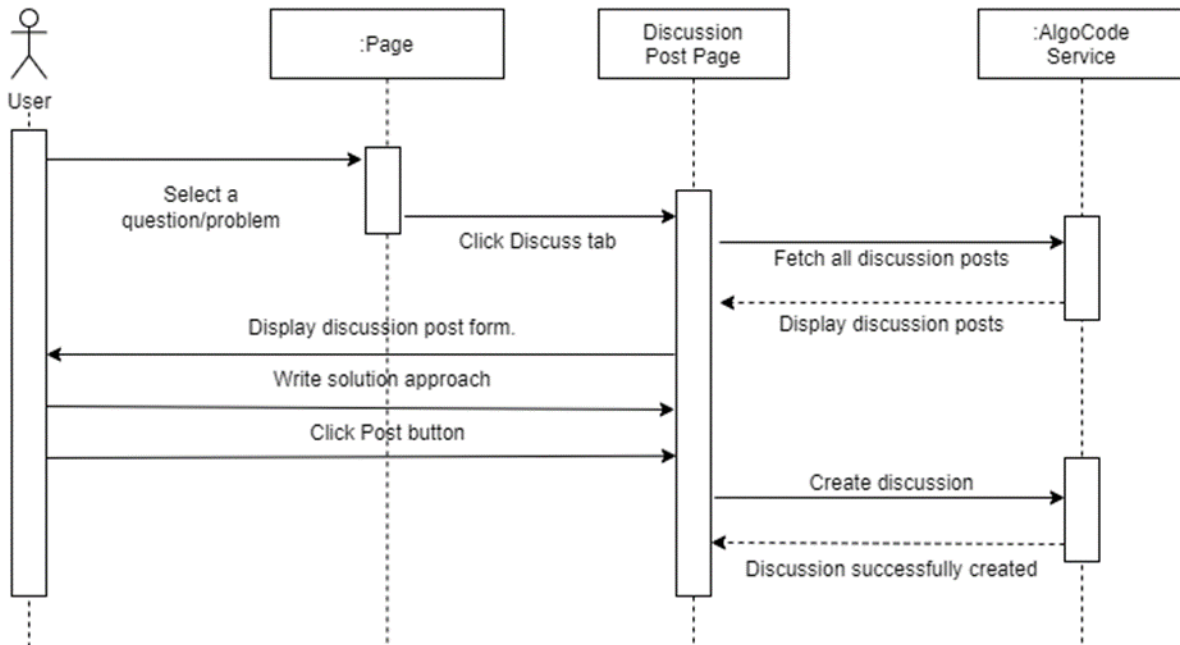 :Page
Discussion
Post Page
:AlgoCode
Service
User
Select a
question/problem
Click Discuss tab
Fetch all discussion posts
Display discussion posts
Display discussion post form.
Write solution approach
Click Post button
Create discussion
Discussion successfully created